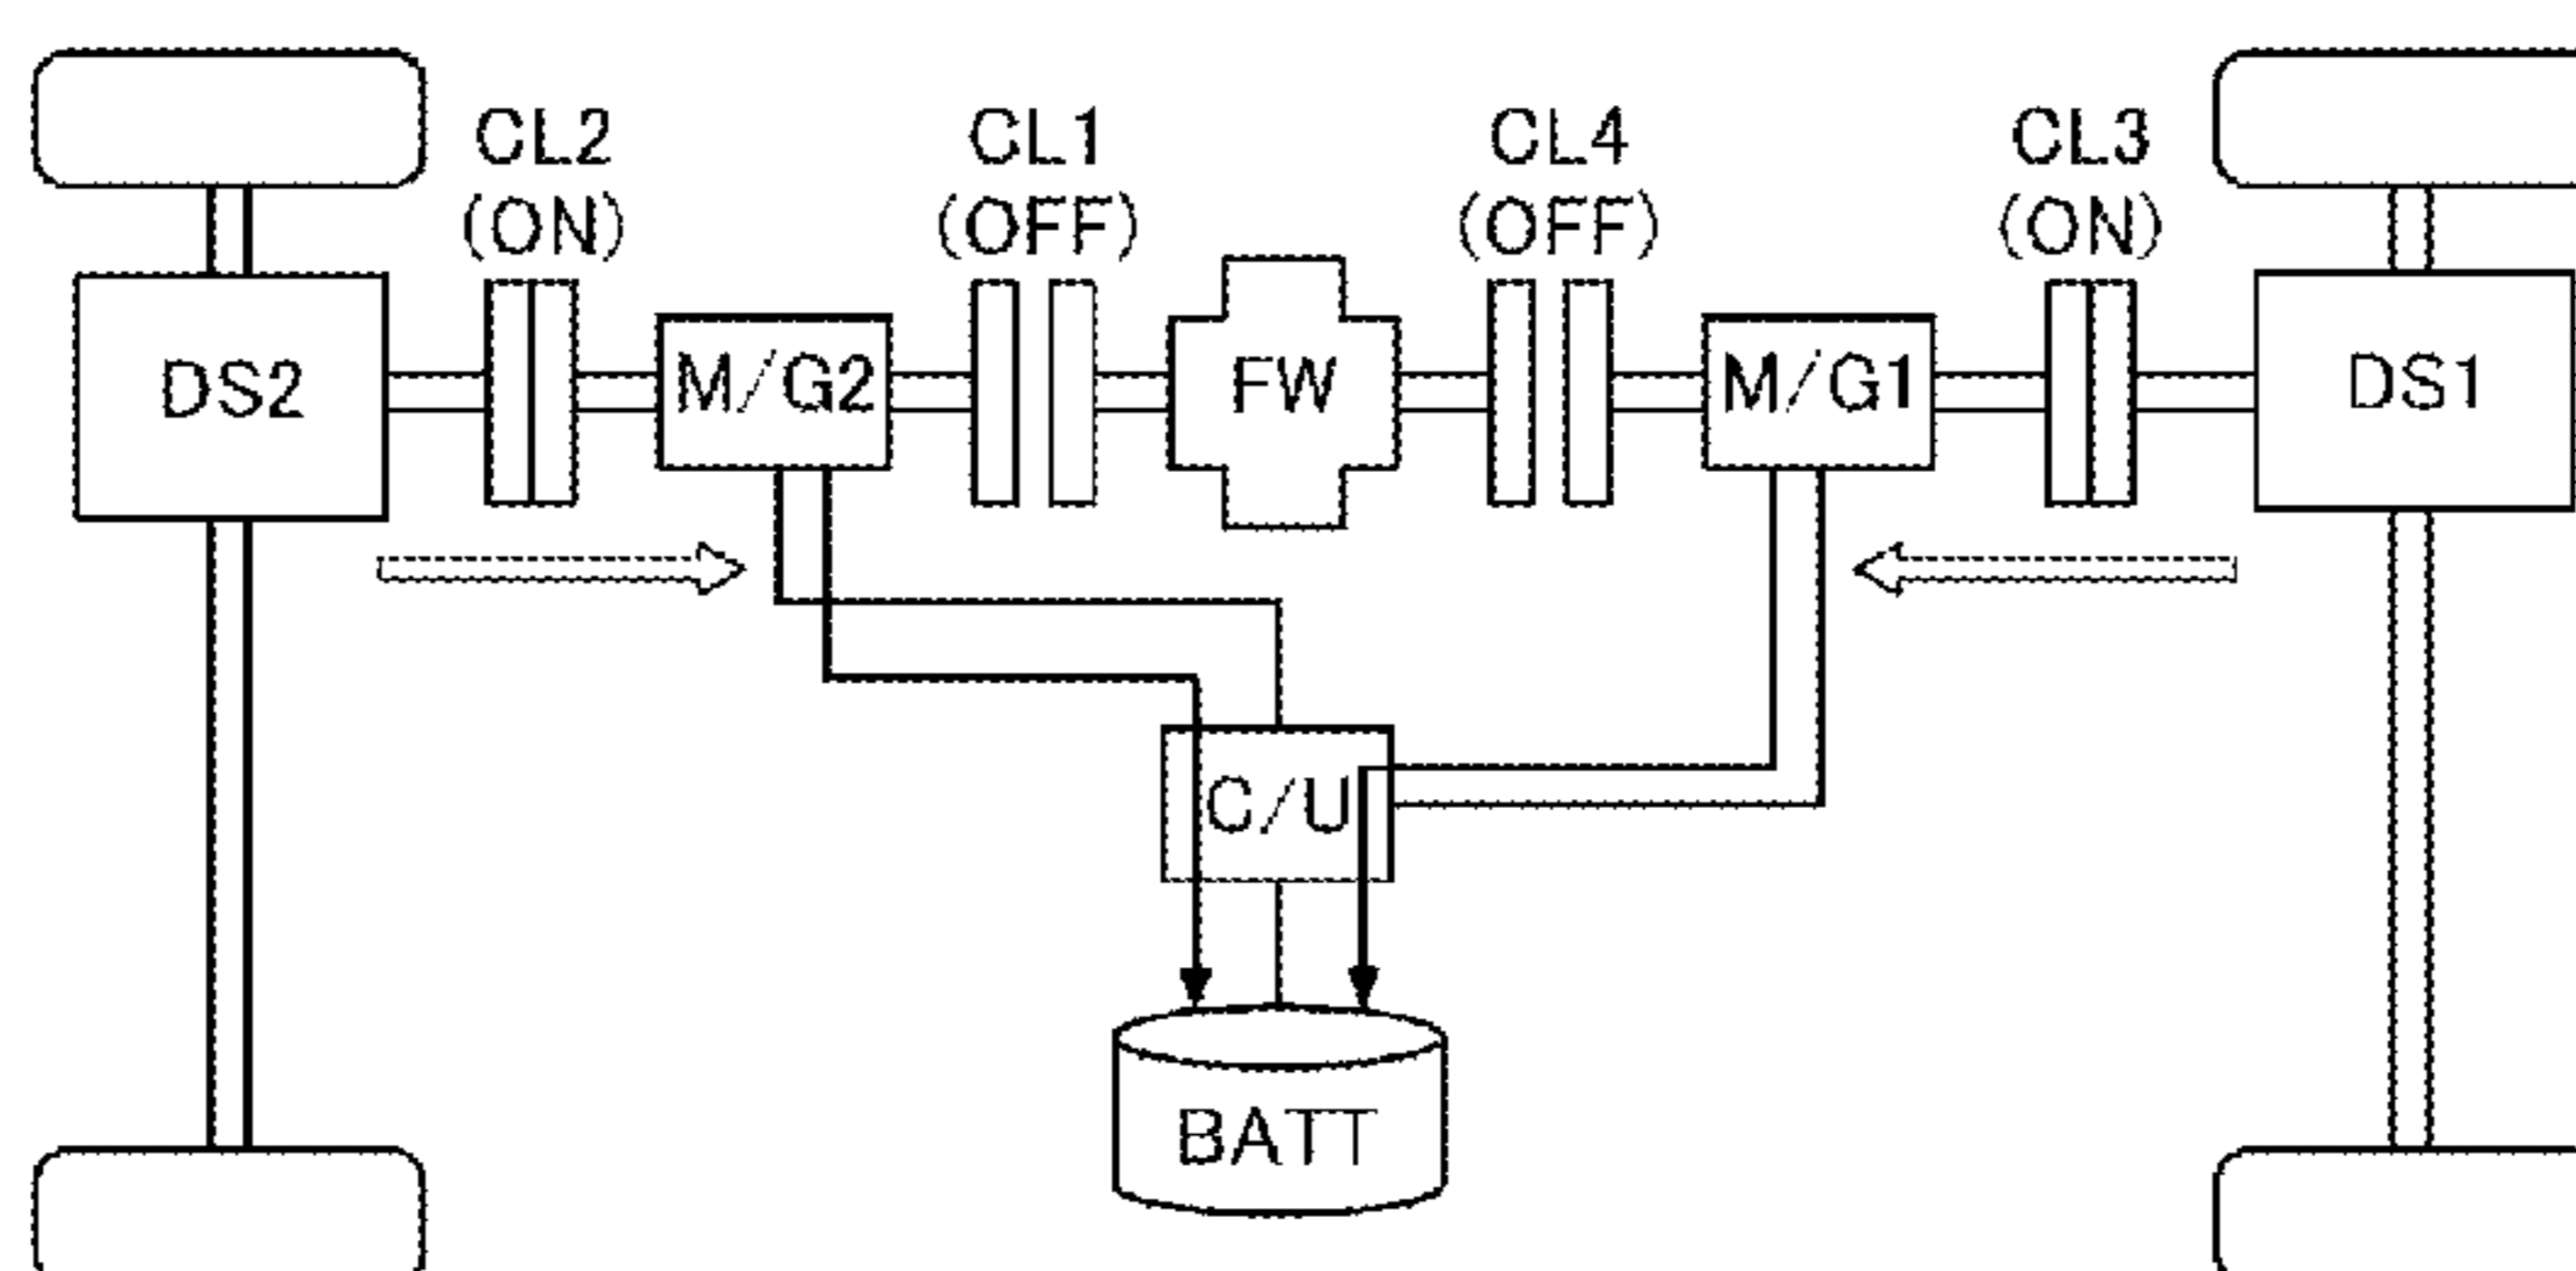 CL2
(ON)
CL1
(OFF)
CL4
(OFF)
CL3
(ON)
DS2
M/G2
FW
M/G1
DS1
C/U
BATT